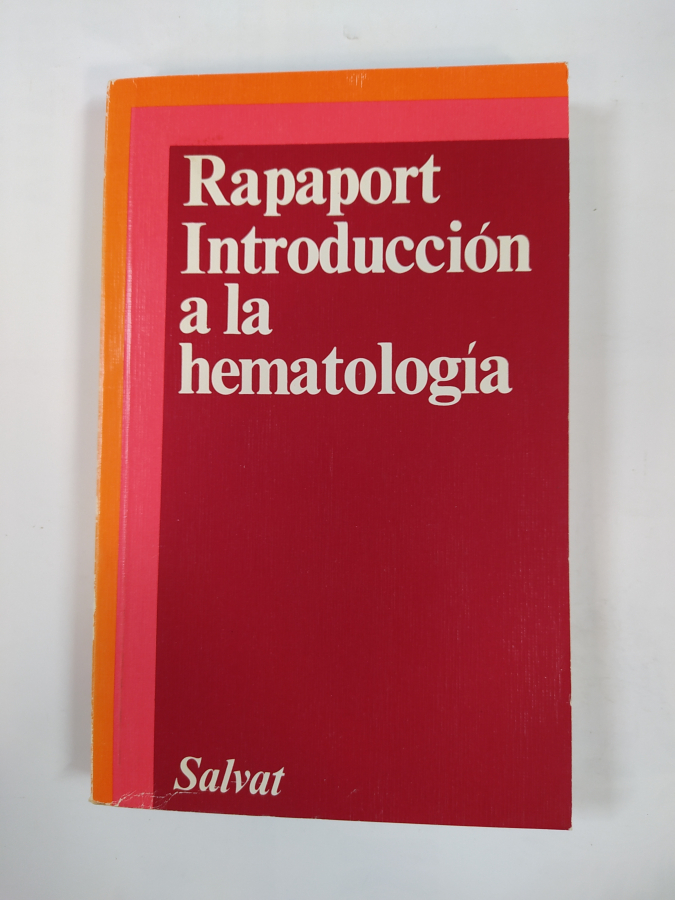 Rapaport
Introducción
a la
hematología
Salvat